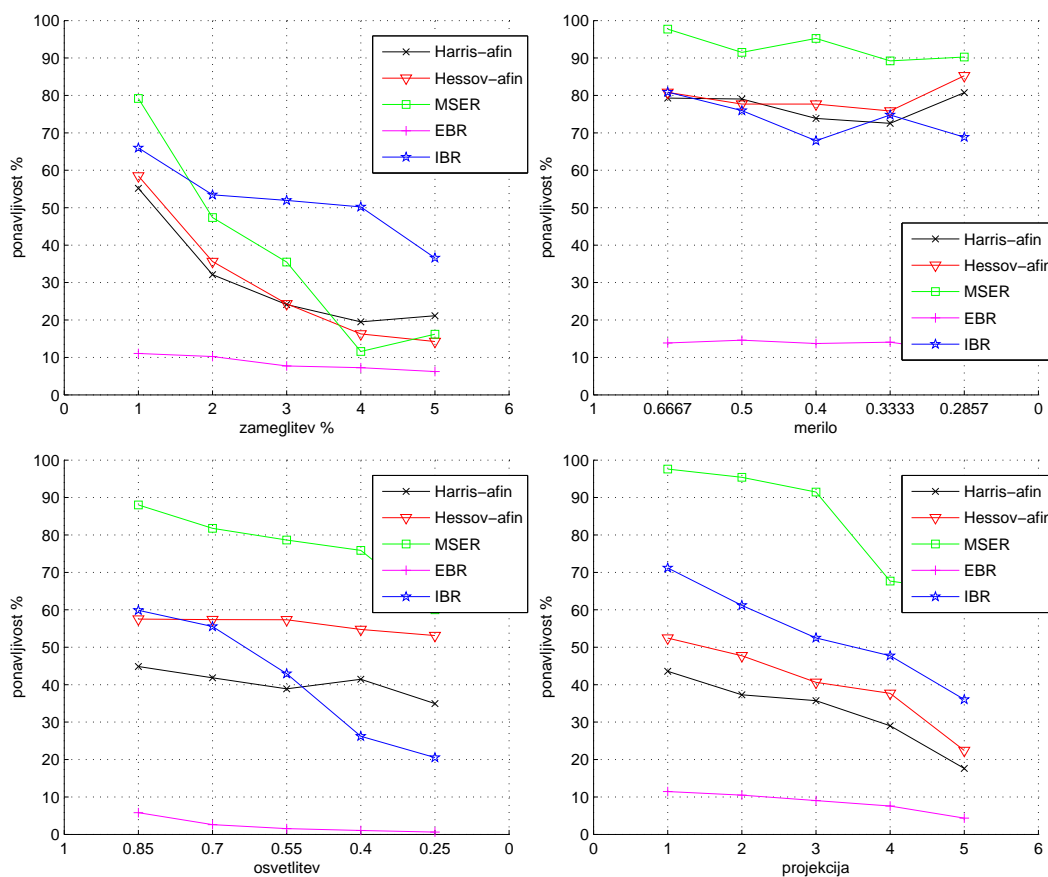 100
90
80
70
60
50
40
30
20
10
0
ponavljivost %
0 1 2 3 4 5 6
zameglitev %
Harris−afin
Hessov−afin
MSER
EBR
IBR
100
90
80
70
60
50
40
30
20
10
0
ponavljivost %
1 0.6667 0.5 0.4 0.3333 0.2857 0
merilo
Harris−afin
Hessov−afin
MSER
EBR
IBR
100
90
80
70
60
50
40
30
20
10
0
ponavljivost %
1 0.85 0.7 0.55 0.4 0.25 0
osvetlitev
Harris−afin
Hessov−afin
MSER
EBR
IBR
100
90
80
70
60
50
40
30
20
10
0
ponavljivost %
0 1 2 3 4 5 6
projekcija
Harris−afin
Hessov−afin
MSER
EBR
IBR